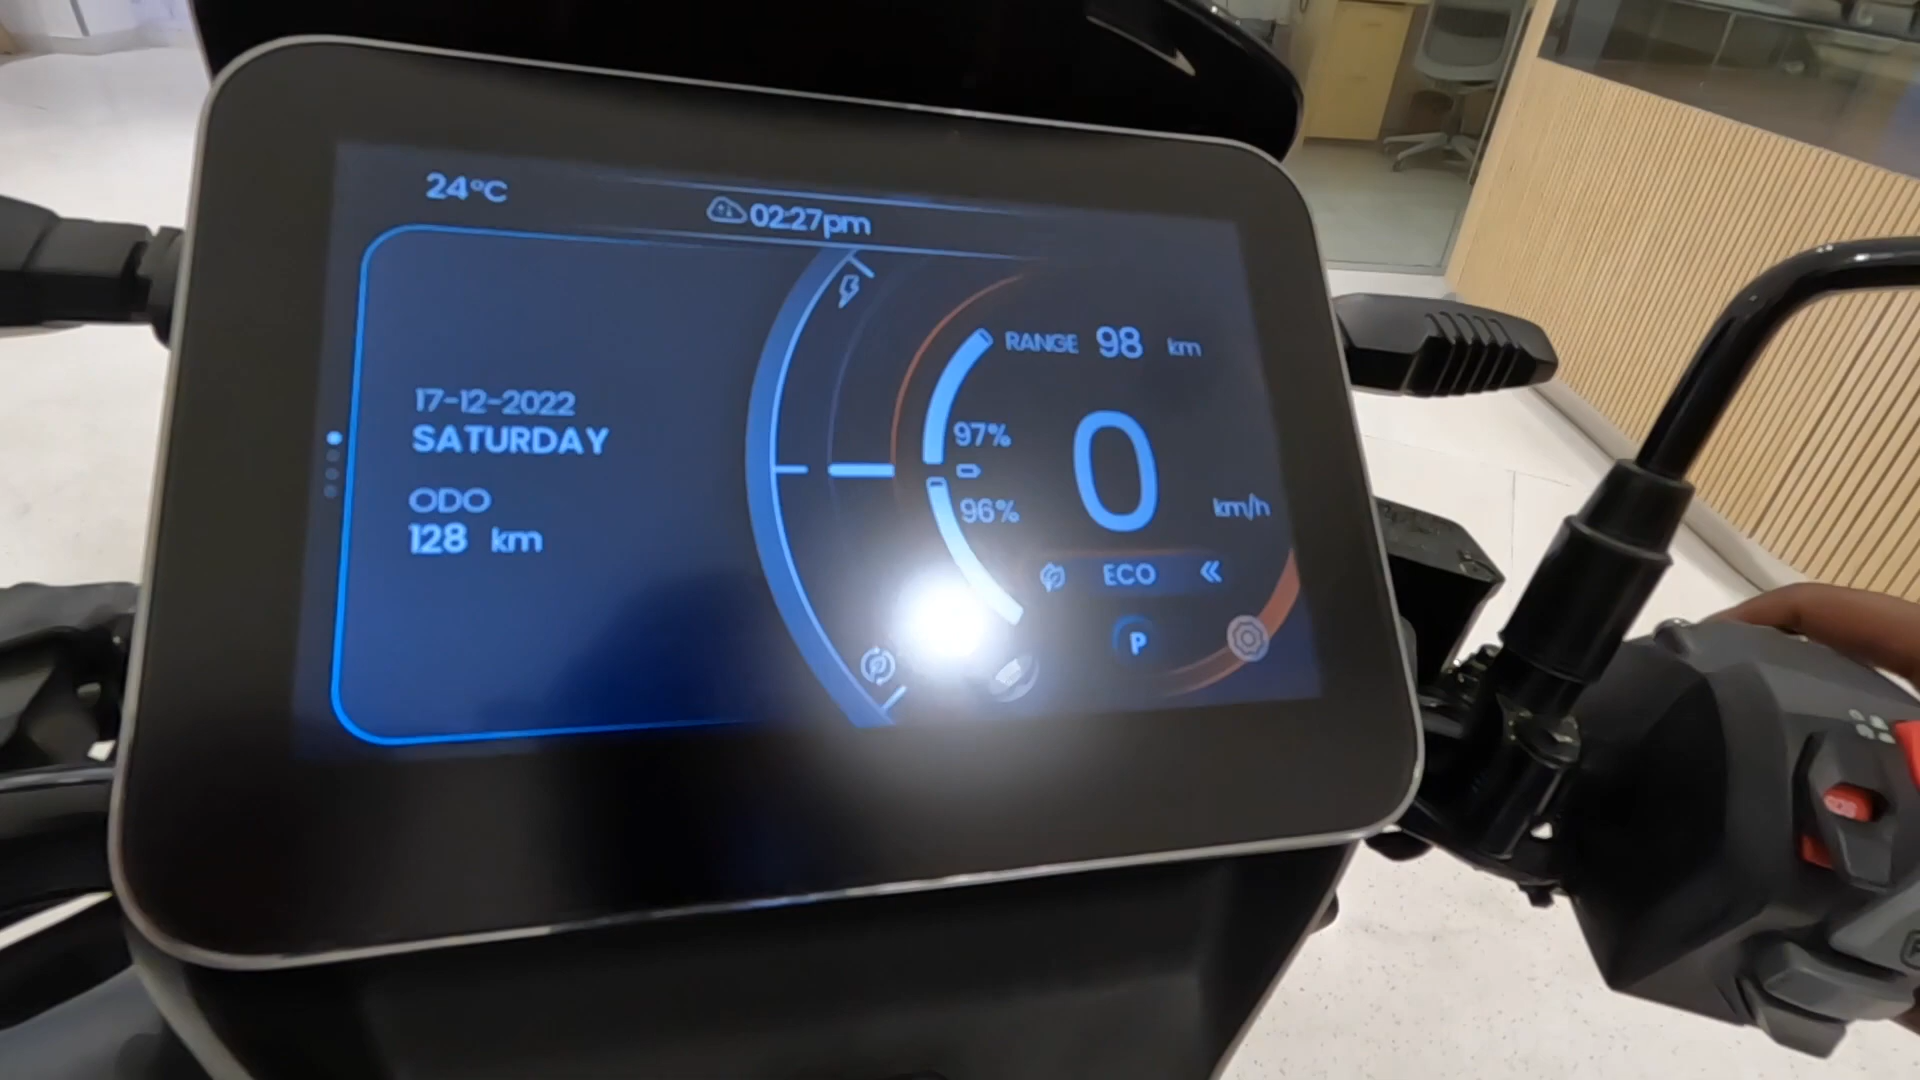 24°C
02:27pm
17-12-2022
SATURDAY
ODO
128 km
RANGE 98 km
97%
96%
0
km/h
ECO
P